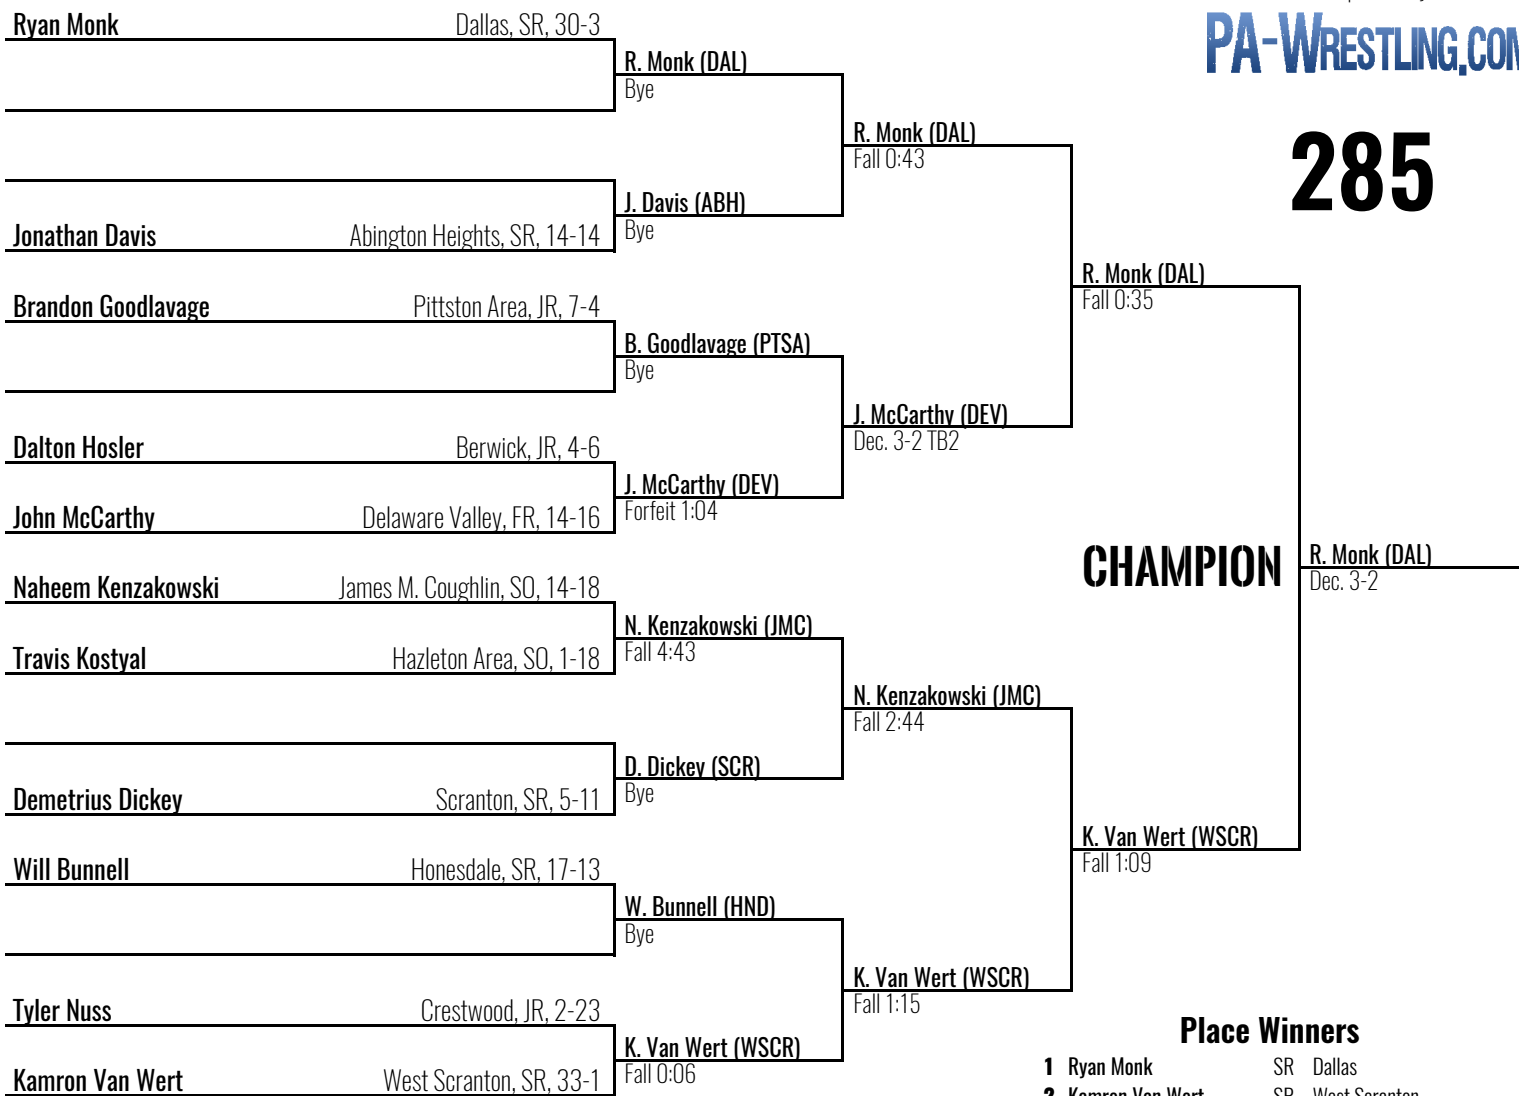 Ryan Monk Dallas, SR, 30-3
R. Monk (DAL)
Bye
R. Monk (DAL)
Fall 0:43
J. Davis (ABH)
Bye
Jonathan Davis Abington Heights, SR, 14-14
PA-WRESTLING.COM
285
R. Monk (DAL)
Fall 0:35
Brandon Goodlavage Pittston Area, JR, 7-4
B. Goodlavage (PTSA)
Bye
J. McCarthy (DEV)
Dec. 3-2 TB2
Dalton Hosler Berwick, JR, 4-6
J. McCarthy (DEV)
Forfeit 1:04
John McCarthy Delaware Valley, FR, 14-16
CHAMPION
R. Monk (DAL)
Dec. 3-2
Naheem Kenzakowski James M. Coughlin, SO, 14-18
N. Kenzakowski (JMC)
Fall 4:43
Travis Kostyal Hazleton Area, SO, 1-18
N. Kenzakowski (JMC)
Fall 2:44
D. Dickey (SCR)
Bye
Demetrius Dickey Scranton, SR, 5-11
K. Van Wert (WSCR)
Fall 1:09
Will Bunnell Honesdale, SR, 17-13
W. Bunnell (HND)
Bye
K. Van Wert (WSCR)
Fall 1:15
Tyler Nuss Crestwood, JR, 2-23
K. Van Wert (WSCR)
Fall 0:06
Kamron Van Wert West Scranton, SR, 33-1
Place Winners
1 Ryan Monk SR Dallas
2 Kamron Van Wert SR West Scranton